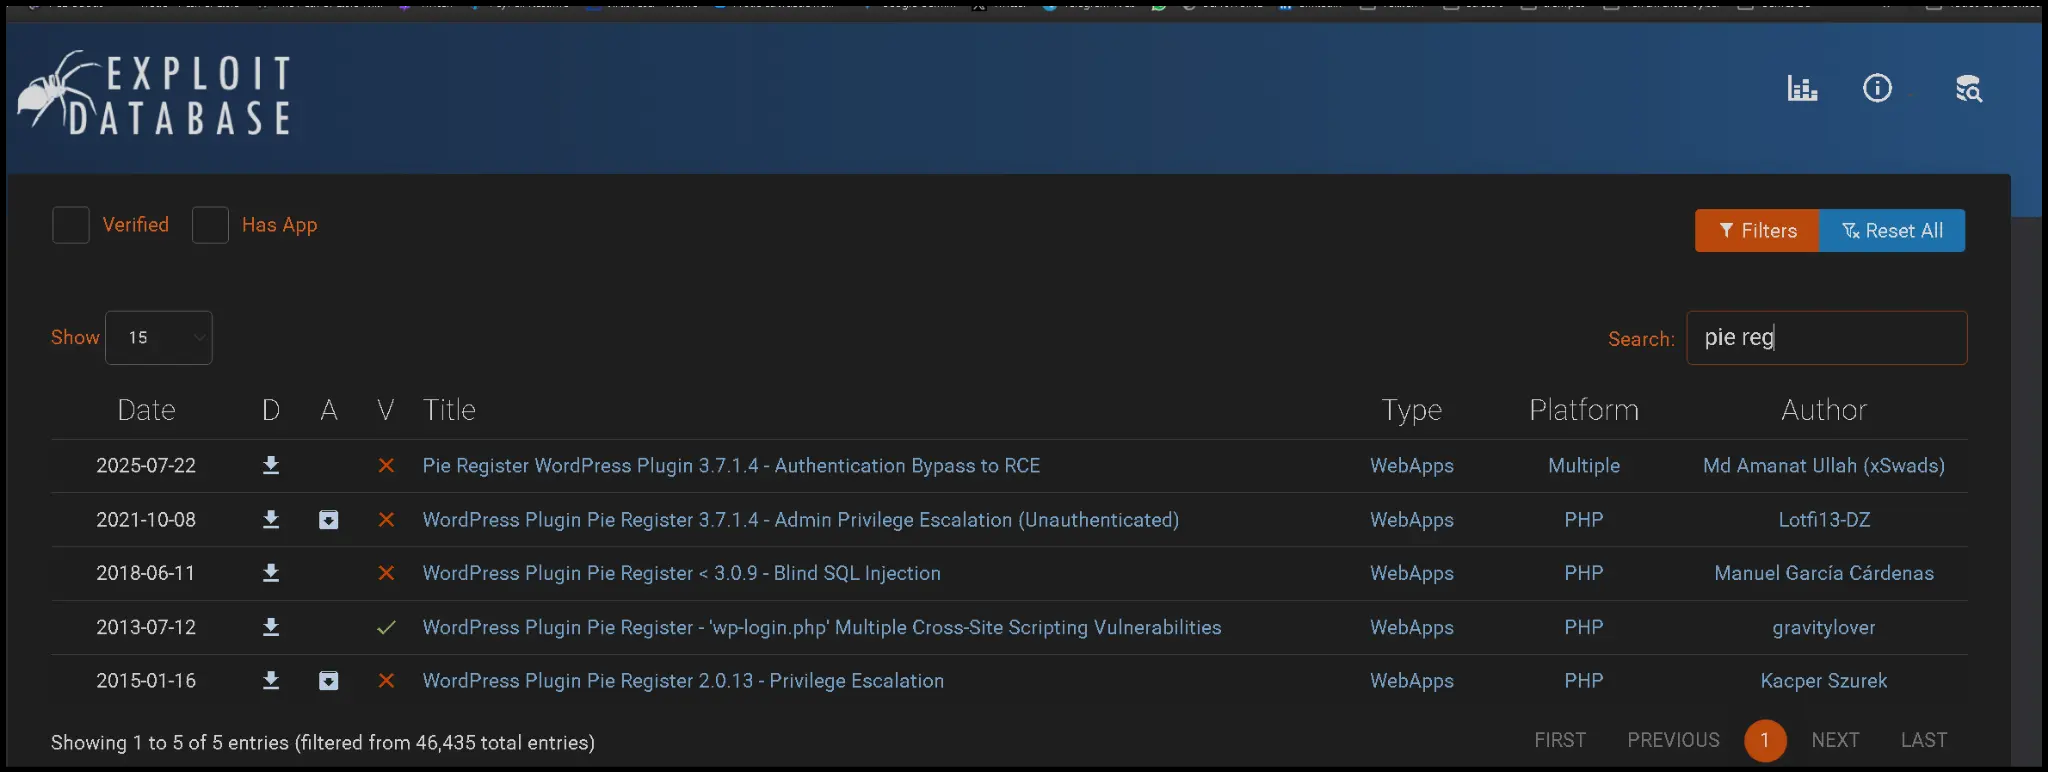 EXPLOIT
DATABASE
Verified Has App
Filters Reset All
Show 15
Search: pie reg
Date D A V Title Type Platform Author
2025-07-22 Pie Register WordPress Plugin 3.7.1.4 - Authentication Bypass to RCE WebApps Multiple Md Amanat Ullah (xSwads)
2021-10-08 WordPress Plugin Pie Register 3.7.1.4 - Admin Privilege Escalation (Unauthenticated) WebApps PHP Lotfi13-DZ
2018-06-11 WordPress Plugin Pie Register < 3.0.9 - Blind SQL Injection WebApps PHP Manuel García Cárdenas
2013-07-12 WordPress Plugin Pie Register - 'wp-login.php' Multiple Cross-Site Scripting Vulnerabilities WebApps PHP gravitylover
2015-01-16 WordPress Plugin Pie Register 2.0.13 - Privilege Escalation WebApps PHP Kacper Szurek
Showing 1 to 5 of 5 entries (filtered from 46,435 total entries)
FIRST PREVIOUS 1 NEXT LAST